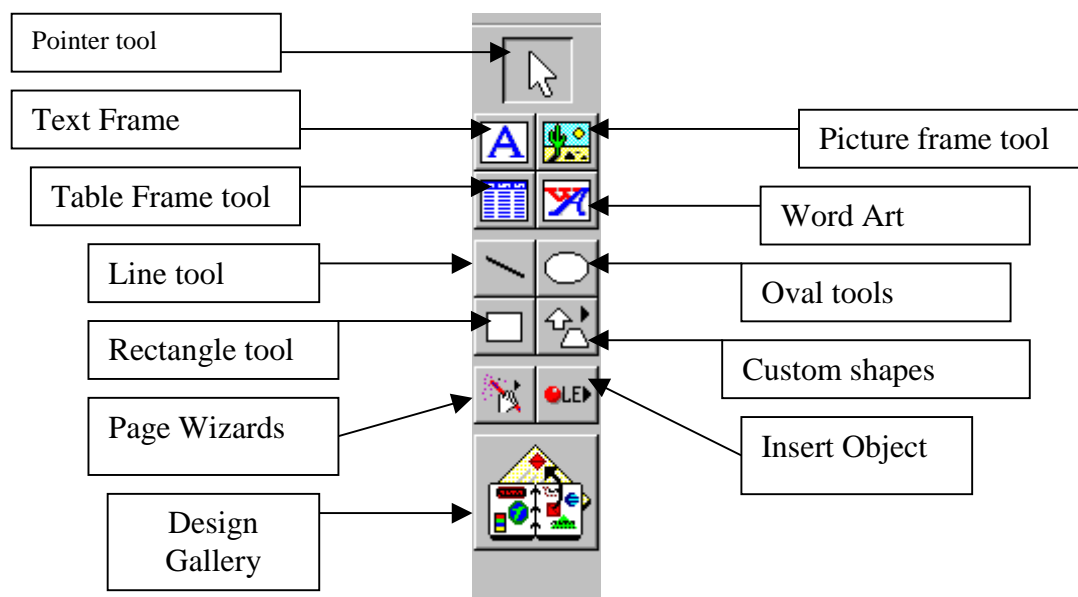 Pointer tool
Text Frame
Picture frame tool
Table Frame tool
Word Art
Line tool
Oval tools
Rectangle tool
Custom shapes
Page Wizards
Insert Object
Design
Gallery
A
LE